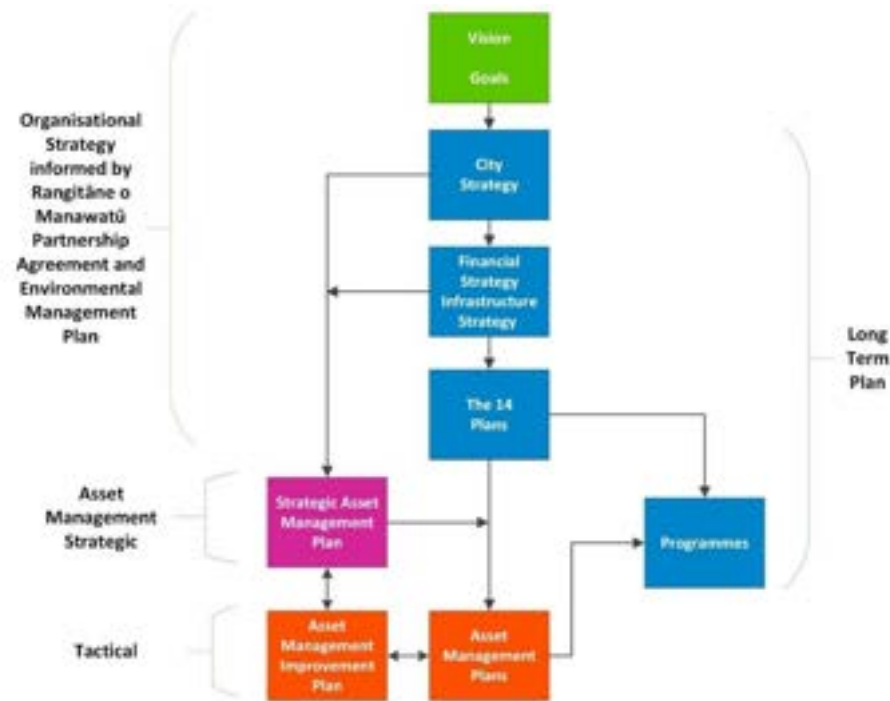 Vision
Goals
Organisational
Strategy
informed by
Rangitāne o
Manawatū
Partnership
Agreement and
Environmental
Management
Plan
City
Strategy
Financial
Strategy
Infrastructure
Strategy
Long
Term
Plan
The 14
Plans
Asset
Management
Strategic
Strategic Asset
Management
Plan
Programmes
Tactical
Asset
Management
Improvement
Plan
Asset
Management
Plans